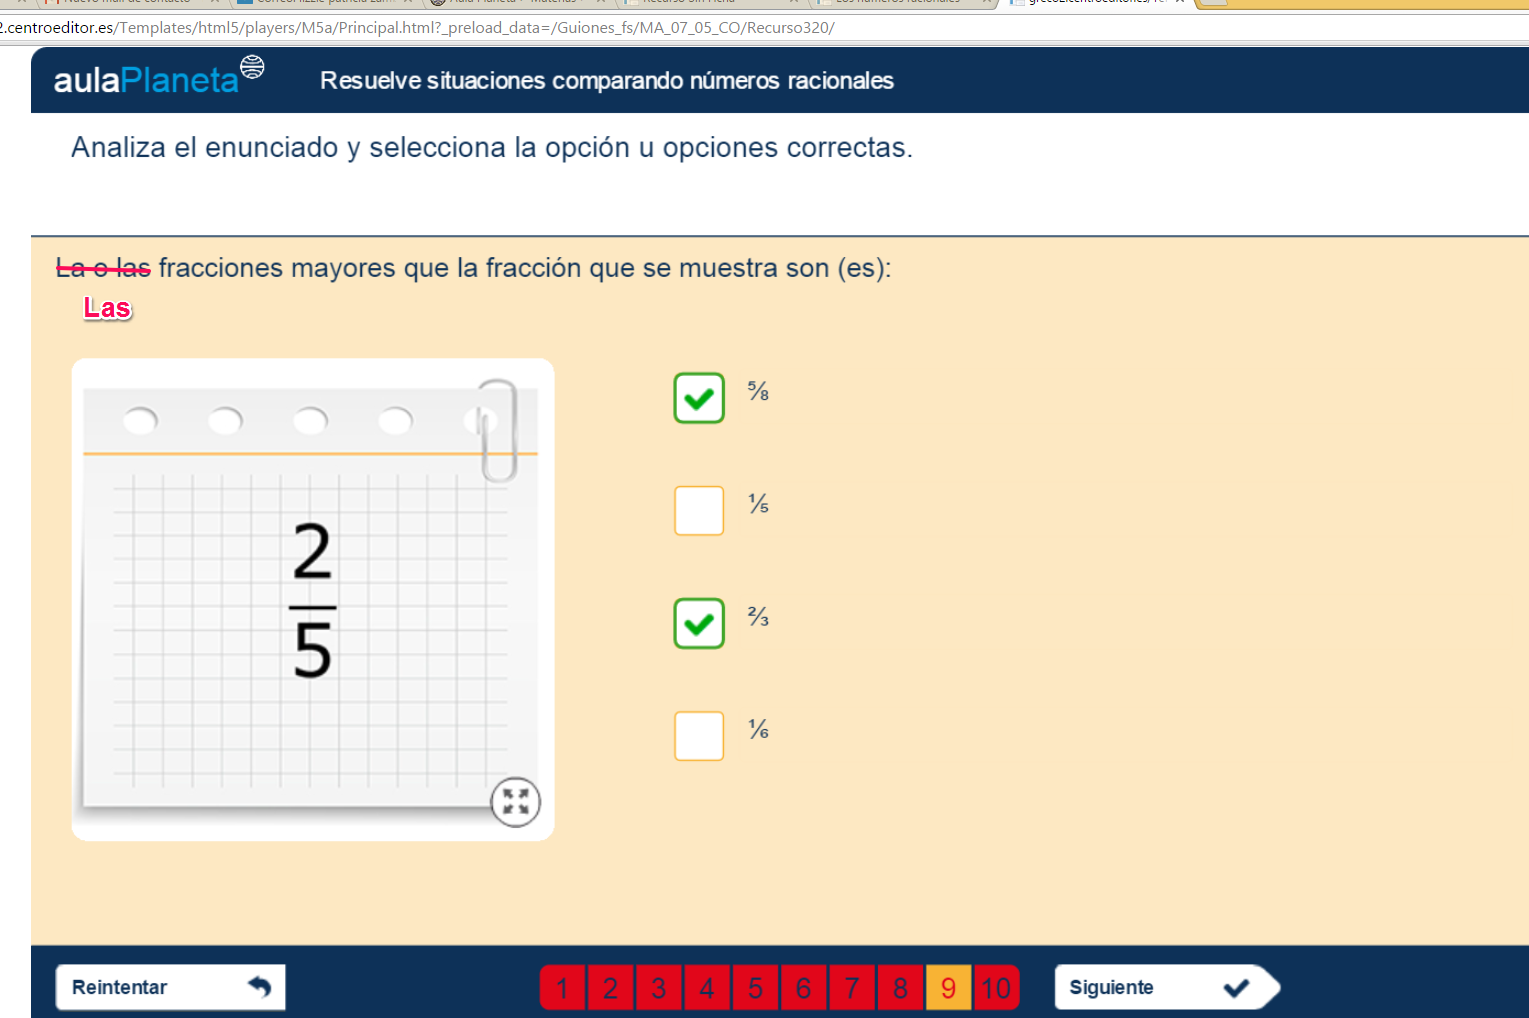 2.centroeditor.es/Templates/html5/players/M5a/Principal.html?_preload_data=/Guiones_fs/MA_07_05_CO/Recurso320/
aulaPlaneta
Resuelve situaciones comparando números racionales
Analiza el enunciado y selecciona la opción u opciones correctas.
La o las fracciones mayores que la fracción que se muestra son (es):
Las
2
5
⅝
⅕
⅔
⅙
Reintentar
1 2 3 4 5 6 7 8 9 10
Siguiente